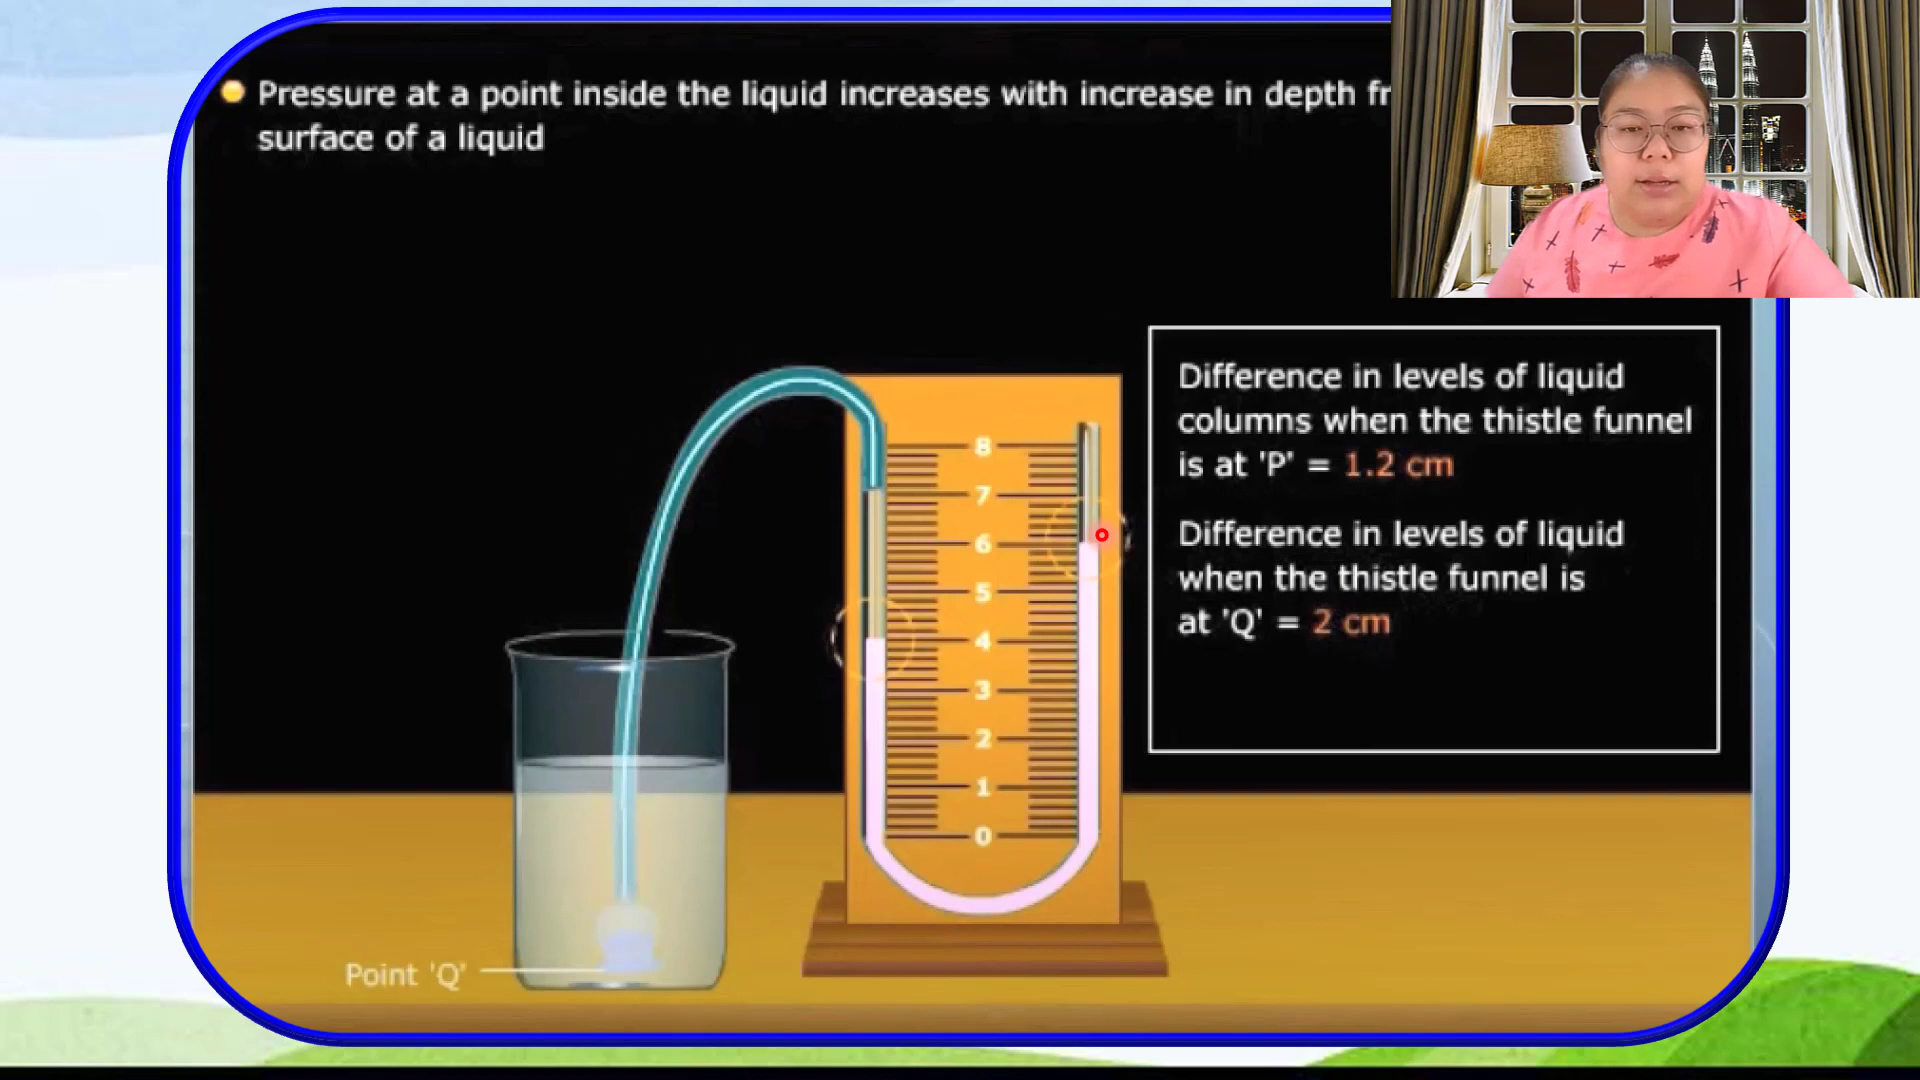 Pressure at a point inside the liquid increases with increase in depth fr
surface of a liquid
Difference in levels of liquid
columns when the thistle funnel
is at 'P' = 1.2 cm
Difference in levels of liquid
when the thistle funnel is
at 'Q' = 2 cm
8
7
6
5
4
3
2
1
0
Point 'Q'